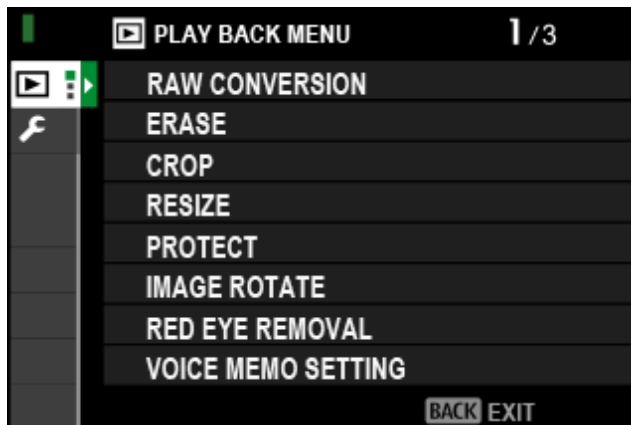 PLAY BACK MENU 1/3
RAW CONVERSION
ERASE
CROP
RESIZE
PROTECT
IMAGE ROTATE
RED EYE REMOVAL
VOICE MEMO SETTING
BACK EXIT